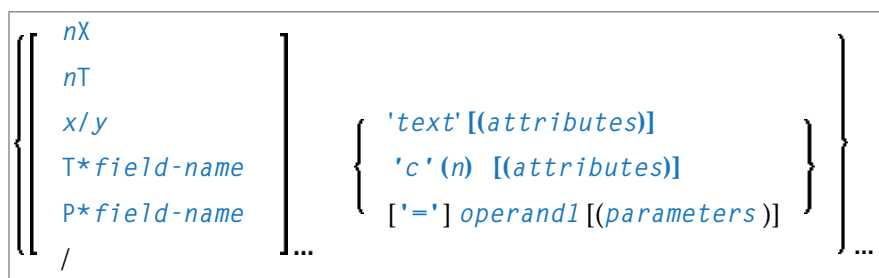 nX
nT
x/y
T*field-name
P*field-name
/
...
'text' [(attributes)]
'c' (n) [(attributes)]
['='] operand1 [(parameters )]
...